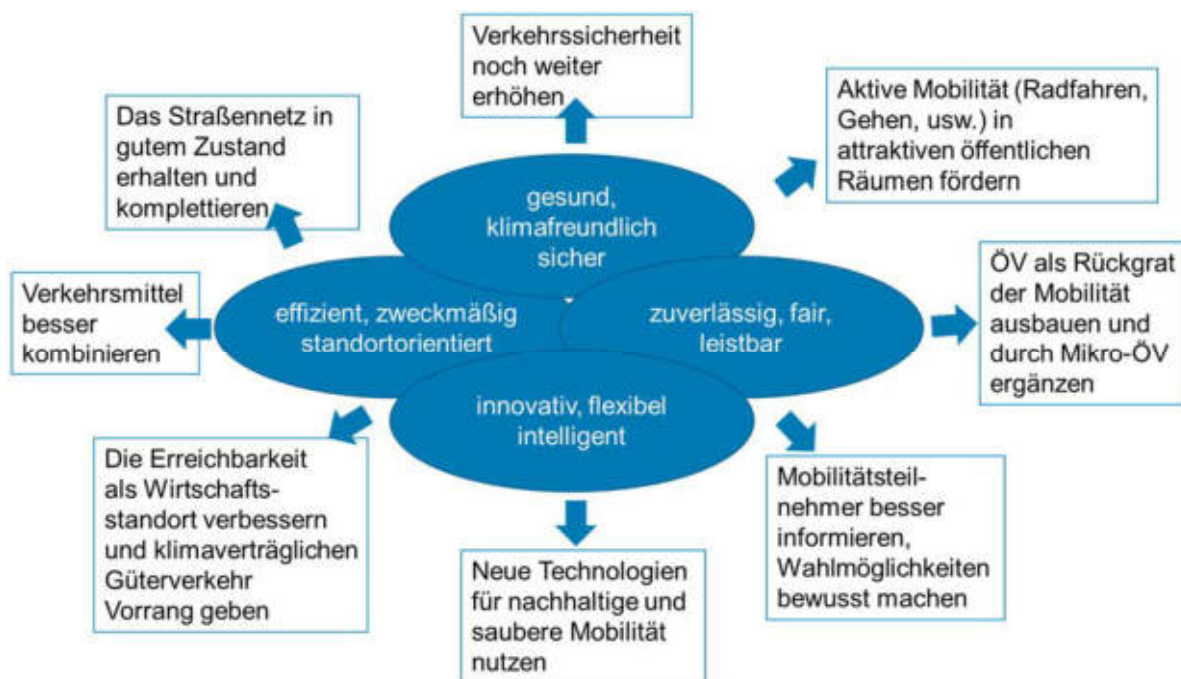 Verkehrssicherheit
noch weiter
erhöhen
Aktive Mobilität (Radfahren,
Gehen, usw.) in
attraktiven öffentlichen
Räumen fördern
Das Straßennetz in
gutem Zustand
erhalten und
komplettieren
gesund,
klimafreundlich
sicher
ÖV als Rückgrat
der Mobilität
ausbauen und
durch Mikro-ÖV
ergänzen
Verkehrsmittel
besser
kombinieren
effizient, zweckmäßig
standortorientiert
zuverlässig, fair,
leistbar
innovativ, flexibel
intelligent
Die Erreichbarkeit
als Wirtschafts-
standort verbessern
und klimaverträglichen
Güterverkehr
Vorrang geben
Mobilitätsteil-
nehmer besser
informieren,
Wahlmöglichkeiten
bewusst machen
Neue Technologien
für nachhaltige und
saubere Mobilität
nutzen